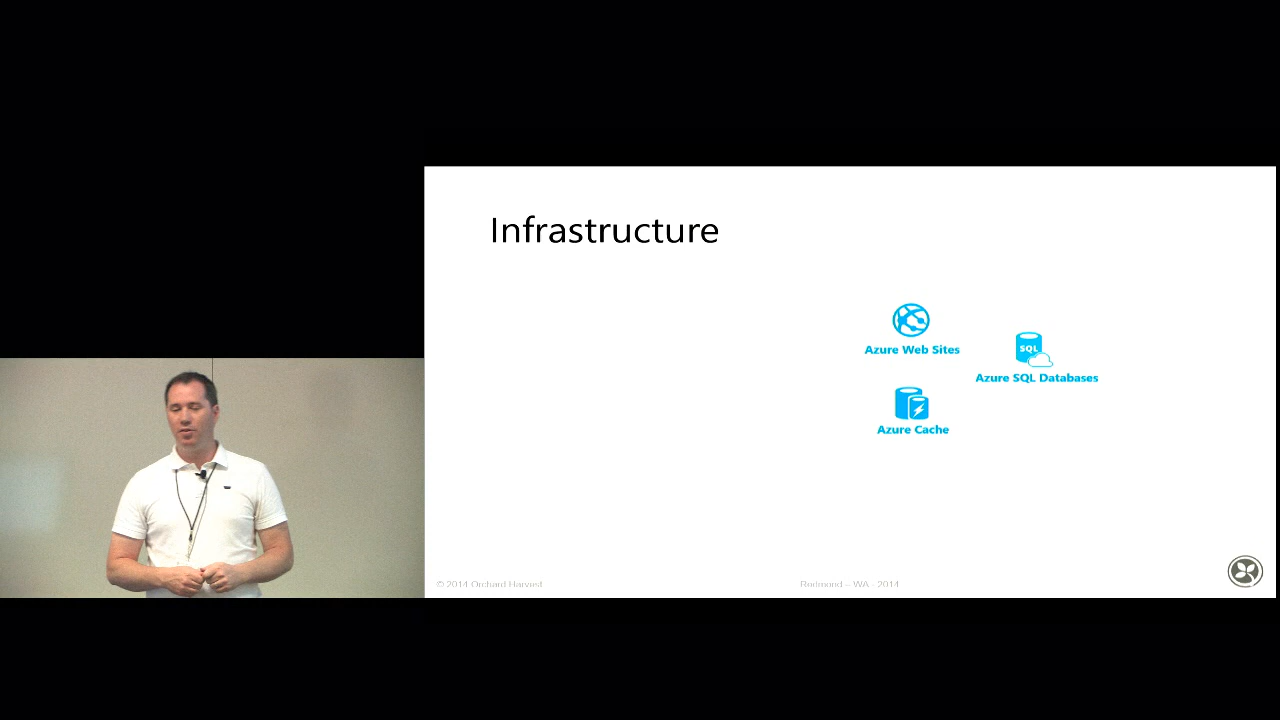 Infrastructure
Azure Web Sites
SQL
Azure SQL Databases
Azure Cache
© 2014 Orchard Harvest
Redmond – WA - 2014